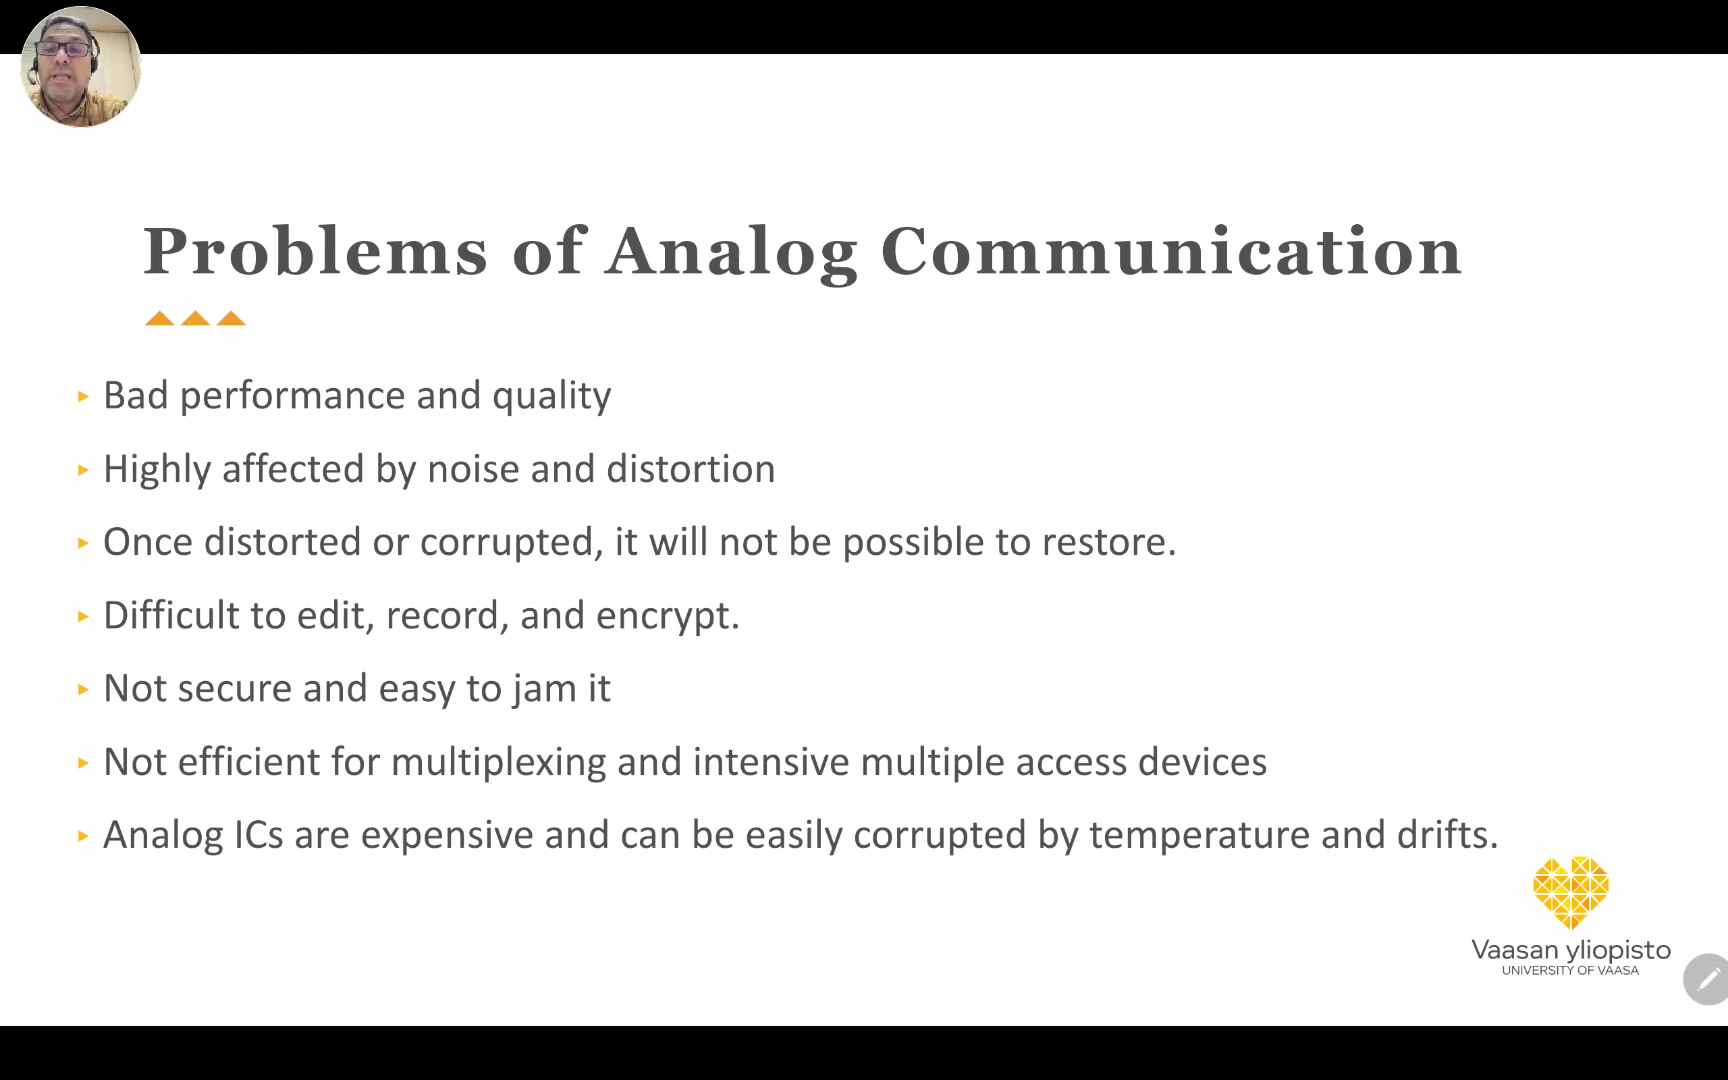 Problems of Analog Communication
Bad performance and quality
Highly affected by noise and distortion
Once distorted or corrupted, it will not be possible to restore.
Difficult to edit, record, and encrypt.
Not secure and easy to jam it
Not efficient for multiplexing and intensive multiple access devices
Analog ICs are expensive and can be easily corrupted by temperature and drifts.
Vaasan yliopisto
UNIVERSITY OF VAASA